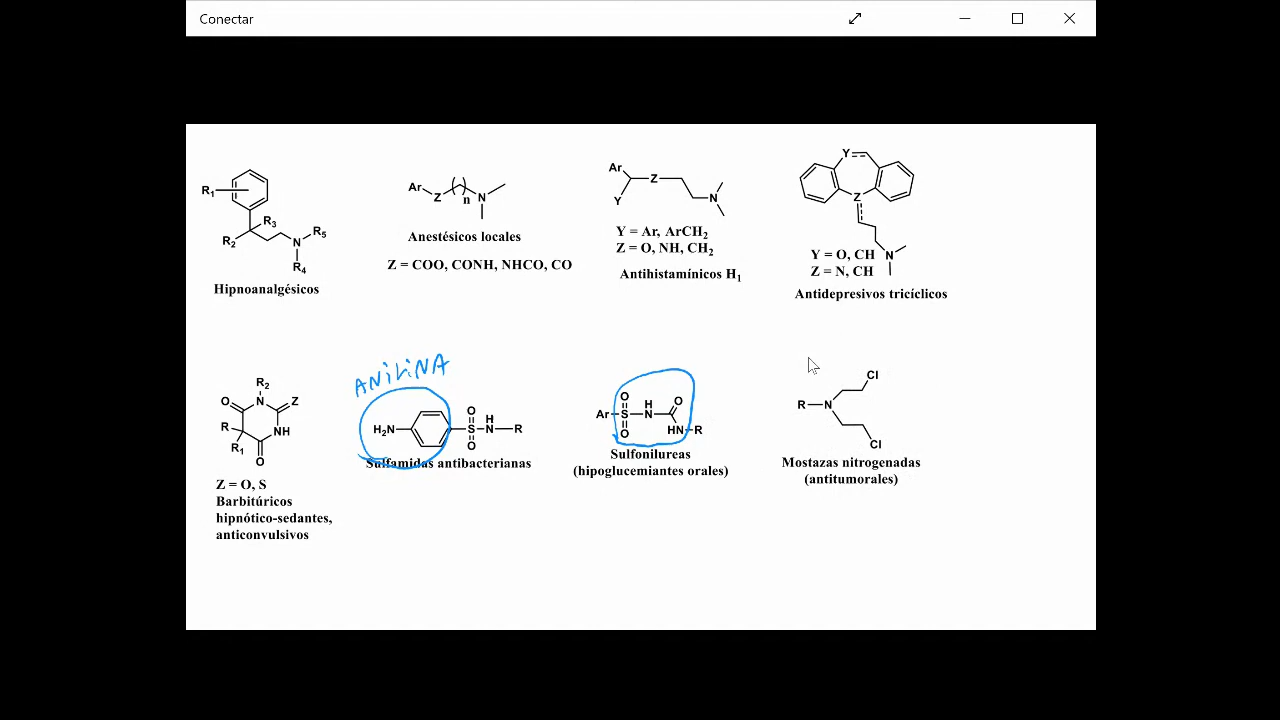 Conectar
R1
R3
R2
N
R5
R4
Hipnoanalgésicos
Ar
Z
( )
n
N
Anestésicos locales
Z = COO, CONH, NHCO, CO
Ar
Z
Y
N
Y = Ar, ArCH2
Z = O, NH, CH2
Antihistamínicos H1
Y
Z
N
Y = O, CH
Z = N, CH
Antidepresivos tricíclicos
R2
O
N
Z
R
NH
R1
O
Z = O, S
Barbitúricos
hipnótico-sedantes,
anticonvulsivos
ANiLiNA
H2N
O
S
H
N
R
O
Sulfamidas antibacterianas
O
H
O
Ar
S
N
O
HN
R
Sulfonilureas
(hipoglucemiantes orales)
Cl
R
N
Cl
Mostazas nitrogenadas
(antitumorales)